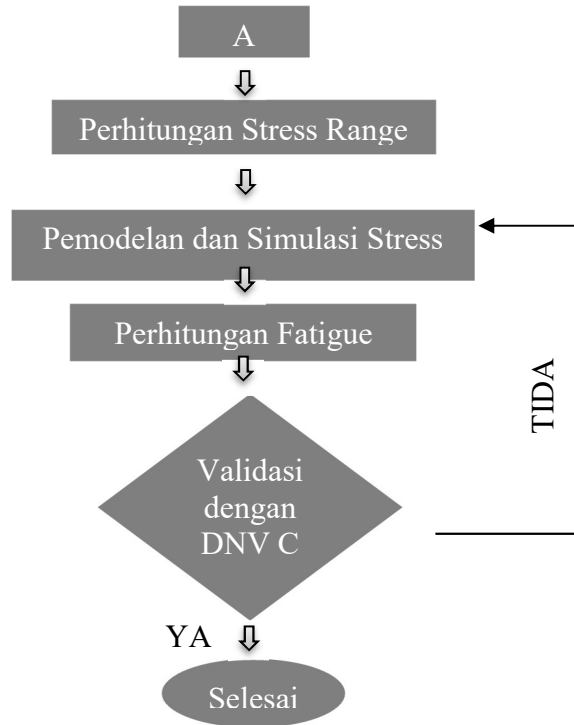 A
Perhitungan Stress Range
Pemodelan dan Simulasi Stress
Perhitungan Fatigue
Validasi
dengan
DNV C
TIDA
YA
Selesai